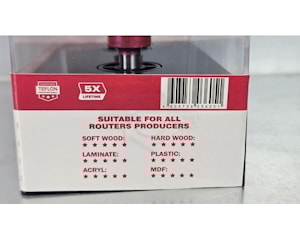 TEFLON
5X
LIFETIME
SUITABLE FOR ALL
ROUTERS PRODUCERS
SOFT WOOD: HARD WOOD:
★ ★ ★ ★ ★ ★ ★ ★ ★ ★
LAMINATE: PLASTIC:
★ ★ ★ ★ ★ ★ ★ ★ ★ ★
ACRYL: MDF:
★ ★ ★ ★ ★ ★ ★ ★ ★ ★